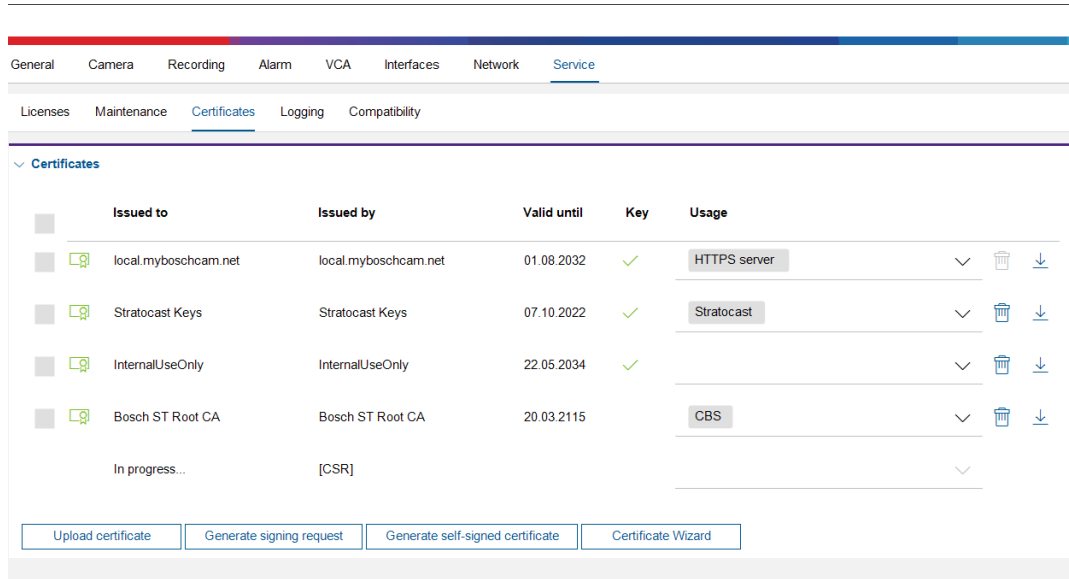 General Camera Recording Alarm VCA Interfaces Network Service
Licenses Maintenance Certificates Logging Compatibility
Certificates
Issued to Issued by Valid until Key Usage
local.myboschcam.net local.myboschcam.net 01.08.2032 HTTPS server
Stratocast Keys Stratocast Keys 07.10.2022 Stratocast
InternalUseOnly InternalUseOnly 22.05.2034
Bosch ST Root CA Bosch ST Root CA 20.03.2115 CBS
In progress... [CSR]
Upload certificate Generate signing request Generate self-signed certificate Certificate Wizard